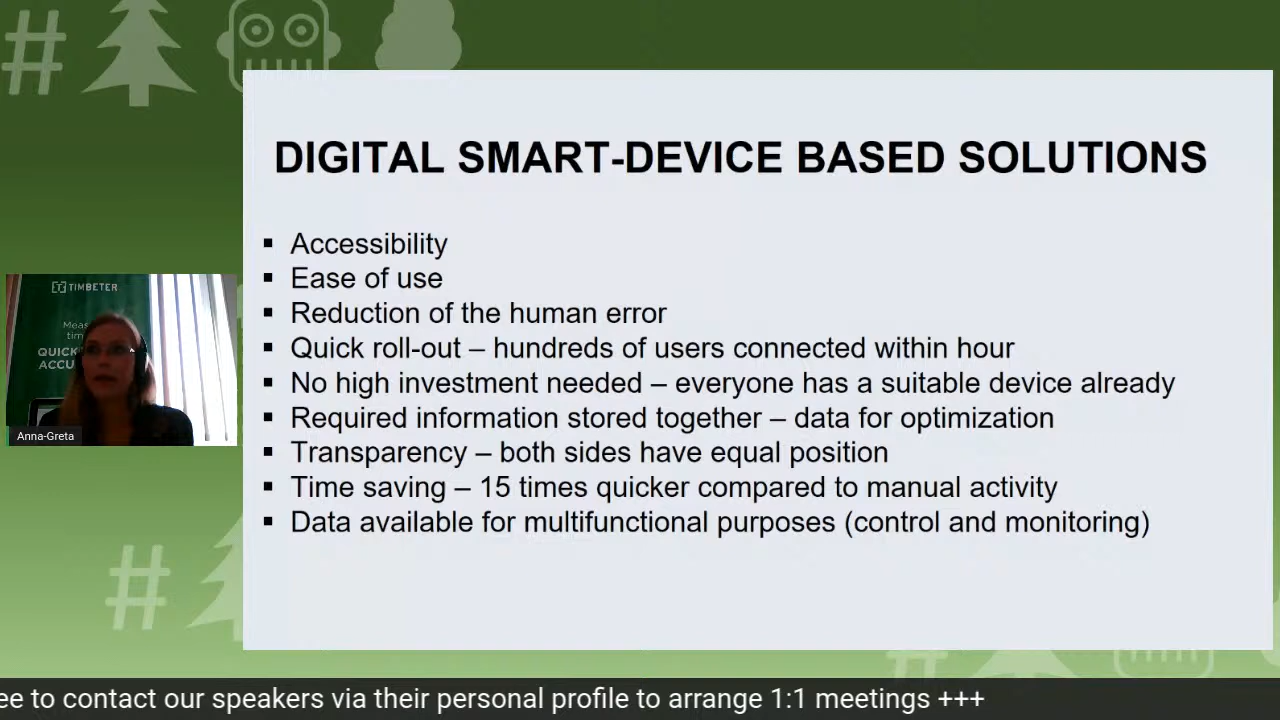 #
DIGITAL SMART-DEVICE BASED SOLUTIONS
▪ Accessibility
▪ Ease of use
▪ Reduction of the human error
▪ Quick roll-out – hundreds of users connected within hour
▪ No high investment needed – everyone has a suitable device already
▪ Required information stored together – data for optimization
▪ Transparency – both sides have equal position
▪ Time saving – 15 times quicker compared to manual activity
▪ Data available for multifunctional purposes (control and monitoring)
TIMBETER
Anna-Greta
#
ee to contact our speakers via their personal profile to arrange 1:1 meetings +++